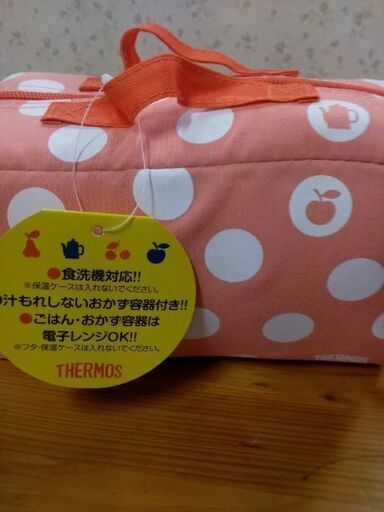 ●食洗機対応!!
※保温ケースは入れないでください。
汁もれしないおかず容器付き!!
●ごはん・おかず容器は
電子レンジOK!!
※フタ・保温ケースは入れないでください。
THERMOS
THERMOS